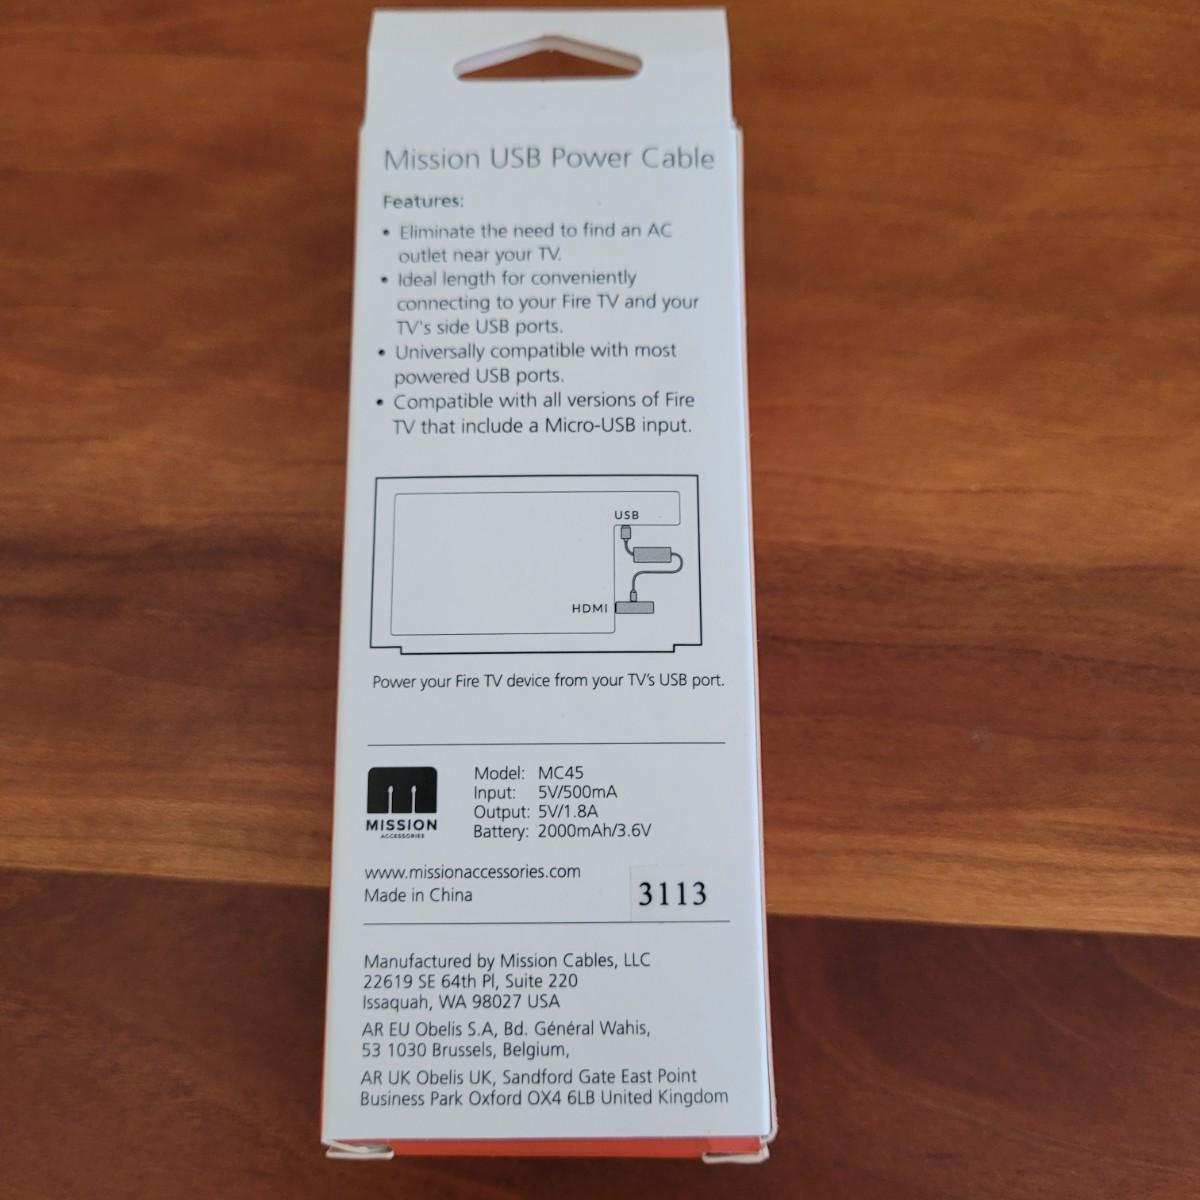 Mission USB Power Cable
Features:
• Eliminate the need to find an AC
outlet near your TV.
• Ideal length for conveniently
connecting to your Fire TV and your
TV's side USB ports.
• Universally compatible with most
powered USB ports.
• Compatible with all versions of Fire
TV that include a Micro-USB input.
USB
HDMI
Power your Fire TV device from your TV's USB port.
MISSION
ACCESSORIES
Model: MC45
Input: 5V/500mA
Output: 5V/1.8A
Battery: 2000mAh/3.6V
www.missionaccessories.com
Made in China
3113
Manufactured by Mission Cables, LLC
22619 SE 64th Pl, Suite 220
Issaquah, WA 98027 USA
AR EU Obelis S.A, Bd. Général Wahis,
53 1030 Brussels, Belgium,
AR UK Obelis UK, Sandford Gate East Point
Business Park Oxford OX4 6LB United Kingdom